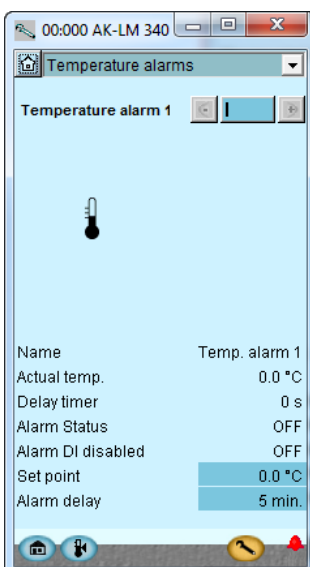 00:000 AK-LM 340
Temperature alarms
Temperature alarm 1
Name Temp. alarm 1
Actual temp. 0.0 °C
Delay timer 0 s
Alarm Status OFF
Alarm DI disabled OFF
Set point 0.0 °C
Alarm delay 5 min.